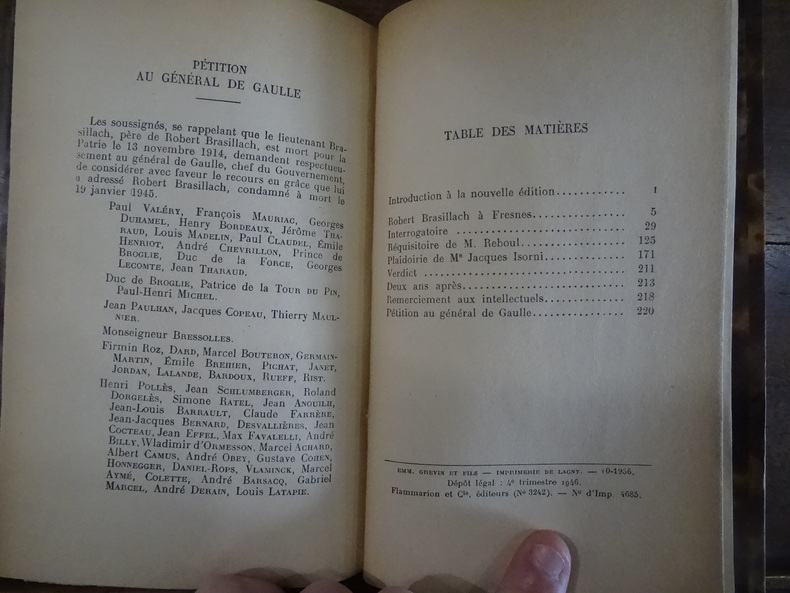 PÉTITION
AU GÉNÉRAL DE GAULLE
Les soussignés, se rappelant que le lieutenant Bra-
sillach, père de Robert Brasillach, est mort pour la
Patrie le 13 novembre 1914, demandent respectueu-
sement au général de Gaulle, chef du Gouvernement,
de considérer avec faveur le recours en grâce que lui
a adressé Robert Brasillach, condamné à mort le
19 janvier 1945.
Paul VALÉRY, François MAURIAC, Georges
DUHAMEL, Henry BORDEAUX, Jérôme THA-
RAUD, Louis MADELIN, Paul CLAUDEL, Émile
HENRIOT, André CHEVRILLON, Prince de
BROGLIE, Duc de la FORCE, Georges
LECOMTE, Jean THARAUD.
Duc de BROGLIE, Patrice de la TOUR DU PIN,
Paul-Henri MICHEL.
Jean PAULHAN, Jacques COPEAU, Thierry MAUL-
NIER.
Monseigneur BRESSOLLES.
Firmin ROZ, DARD, Marcel BOUTERON, GERMAIN-
MARTIN, Émile BREHIER, PICHAT, JANET,
JORDAN, LALANDE, BARDOUX, RUEFF, RIST.
Henri POLLÈS, Jean SCHLUMBERGER, Roland
DORGELÈS, Simone RATEL, Jean ANOUILH,
Jean-Louis BARRAULT, Claude FARRÈRE,
Jean-Jacques BERNARD, DESVALLIÈRES, Jean
COCTEAU, Jean EFFEL, Max FAVALELLI, André
BILLY, Wladimir d'ORMESSON, Marcel ACHARD,
Albert CAMUS, André OBEY, Gustave COHEN,
HONNEGGER, DANIEL-ROPS, VLAMINCK, Marcel
AYMÉ, COLETTE, André BARSACQ, Gabriel
MARCEL, André DERAIN, Louis LATAPIE.
TABLE DES MATIÈRES
Introduction à la nouvelle édition............ I
Robert Brasillach à Fresnes............... 5
Interrogatoire ......................... 29
Réquisitoire de M. Reboul................. 125
Plaidoirie de Mᵉ Jacques Isorni............. 171
Verdict ............................. 211
Deux ans après......................... 213
Remerciement aux intellectuels............. 218
Pétition au général de Gaulle............... 220
EMM. GREVIN ET FILS — IMPRIMERIE DE LAGNY. — 10-1956.
Dépôt légal : 4ᵉ trimestre 1946.
Flammarion et Cⁱᵉ, éditeurs (Nº 3242). — Nº d'Imp. 4685.